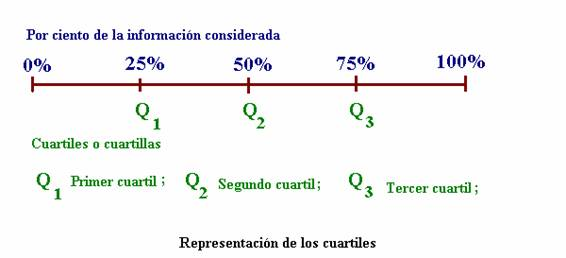 Por ciento de la información considerada
0% 25% 50% 75% 100%
Q1 Q2 Q3
Cuartiles o cuartillas
Q1 Primer cuartil ; Q2 Segundo cuartil; Q3 Tercer cuartil ;
Representación de los cuartiles